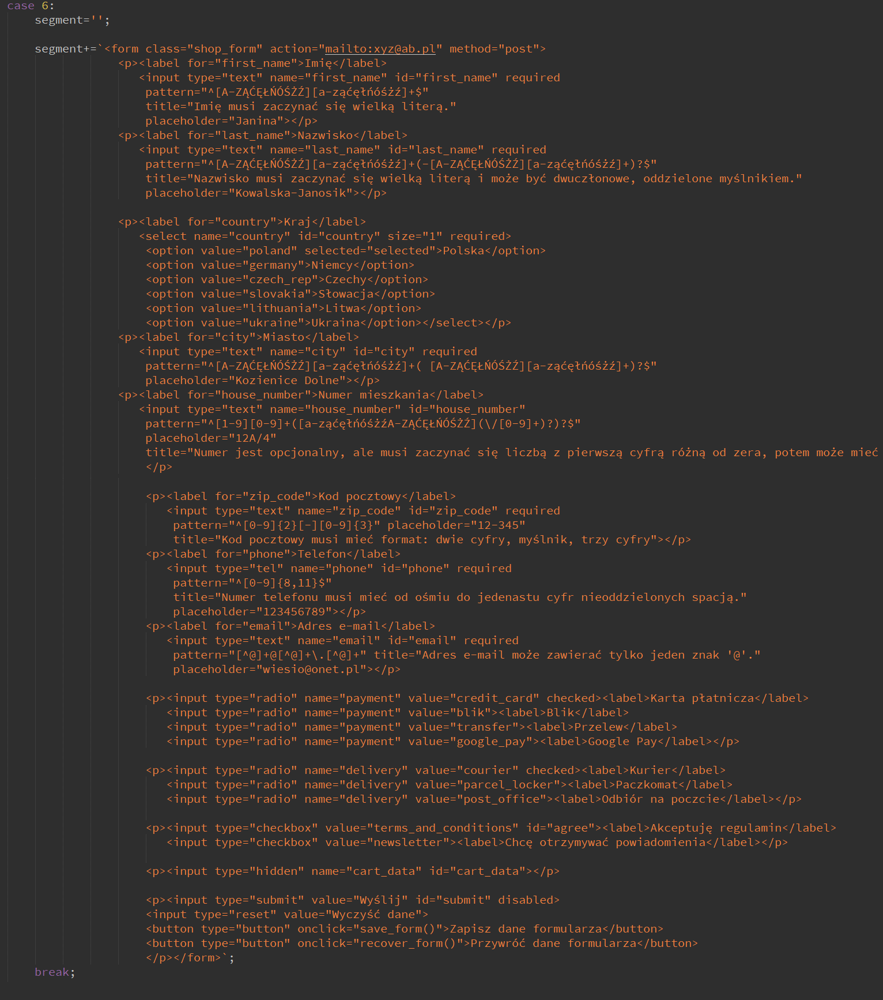 case 6:
segment='';
segment+=`<form class="shop_form" action="mailto:xyz@ab.pl" method="post">
<p><label for="first_name">Imię</label>
<input type="text" name="first_name" id="first_name" required
pattern="^[A-ZĄĆĘŁŃÓŚŻŹ][a-ząćęłńóśżź]+$"
title="Imię musi zaczynać się wielką literą."
placeholder="Janina"></p>
<p><label for="last_name">Nazwisko</label>
<input type="text" name="last_name" id="last_name" required
pattern="^[A-ZĄĆĘŁŃÓŚŻŹ][a-ząćęłńóśżź]+(-[A-ZĄĆĘŁŃÓŚŻŹ][a-ząćęłńóśżź]+)?$"
title="Nazwisko musi zaczynać się wielką literą i może być dwuczłonowe, oddzielone myślnikiem."
placeholder="Kowalska-Janosik"></p>
<p><label for="country">Kraj</label>
<select name="country" id="country" size="1" required>
<option value="poland" selected="selected">Polska</option>
<option value="germany">Niemcy</option>
<option value="czech_rep">Czechy</option>
<option value="slovakia">Słowacja</option>
<option value="lithuania">Litwa</option>
<option value="ukraine">Ukraina</option></select></p>
<p><label for="city">Miasto</label>
<input type="text" name="city" id="city" required
pattern="^[A-ZĄĆĘŁŃÓŚŻŹ][a-ząćęłńóśżź]+( [A-ZĄĆĘŁŃÓŚŻŹ][a-ząćęłńóśżź]+)?$"
placeholder="Kozienice Dolne"></p>
<p><label for="house_number">Numer mieszkania</label>
<input type="text" name="house_number" id="house_number"
pattern="^[1-9][0-9]+([a-ząćęłńóśżźA-ZĄĆĘŁŃÓŚŻŹ](\/[0-9]+)?)?$"
placeholder="12A/4"
title="Numer jest opcjonalny, ale musi zaczynać się liczbą z pierwszą cyfrą różną od zera, potem może mieć
</p>
<p><label for="zip_code">Kod pocztowy</label>
<input type="text" name="zip_code" id="zip_code" required
pattern="^[0-9]{2}[-][0-9]{3}" placeholder="12-345"
title="Kod pocztowy musi mieć format: dwie cyfry, myślnik, trzy cyfry"></p>
<p><label for="phone">Telefon</label>
<input type="tel" name="phone" id="phone" required
pattern="^[0-9]{8,11}$"
title="Numer telefonu musi mieć od ośmiu do jedenastu cyfr nieoddzielonych spacją."
placeholder="123456789"></p>
<p><label for="email">Adres e-mail</label>
<input type="text" name="email" id="email" required
pattern="[^@]+@[^@]+\.[^@]+" title="Adres e-mail może zawierać tylko jeden znak '@'."
placeholder="wiesio@onet.pl"></p>
<p><input type="radio" name="payment" value="credit_card" checked><label>Karta płatnicza</label>
<input type="radio" name="payment" value="blik"><label>Blik</label>
<input type="radio" name="payment" value="transfer"><label>Przelew</label>
<input type="radio" name="payment" value="google_pay"><label>Google Pay</label></p>
<p><input type="radio" name="delivery" value="courier" checked><label>Kurier</label>
<input type="radio" name="delivery" value="parcel_locker"><label>Paczkomat</label>
<input type="radio" name="delivery" value="post_office"><label>Odbiór na poczcie</label></p>
<p><input type="checkbox" value="terms_and_conditions" id="agree"><label>Akceptuję regulamin</label>
<input type="checkbox" value="newsletter"><label>Chcę otrzymywać powiadomienia</label></p>
<p><input type="hidden" name="cart_data" id="cart_data"></p>
<p><input type="submit" value="Wyślij" id="submit" disabled>
<input type="reset" value="Wyczyść dane">
<button type="button" onclick="save_form()">Zapisz dane formularza</button>
<button type="button" onclick="recover_form()">Przywróć dane formularza</button>
</p></form>`;
break;